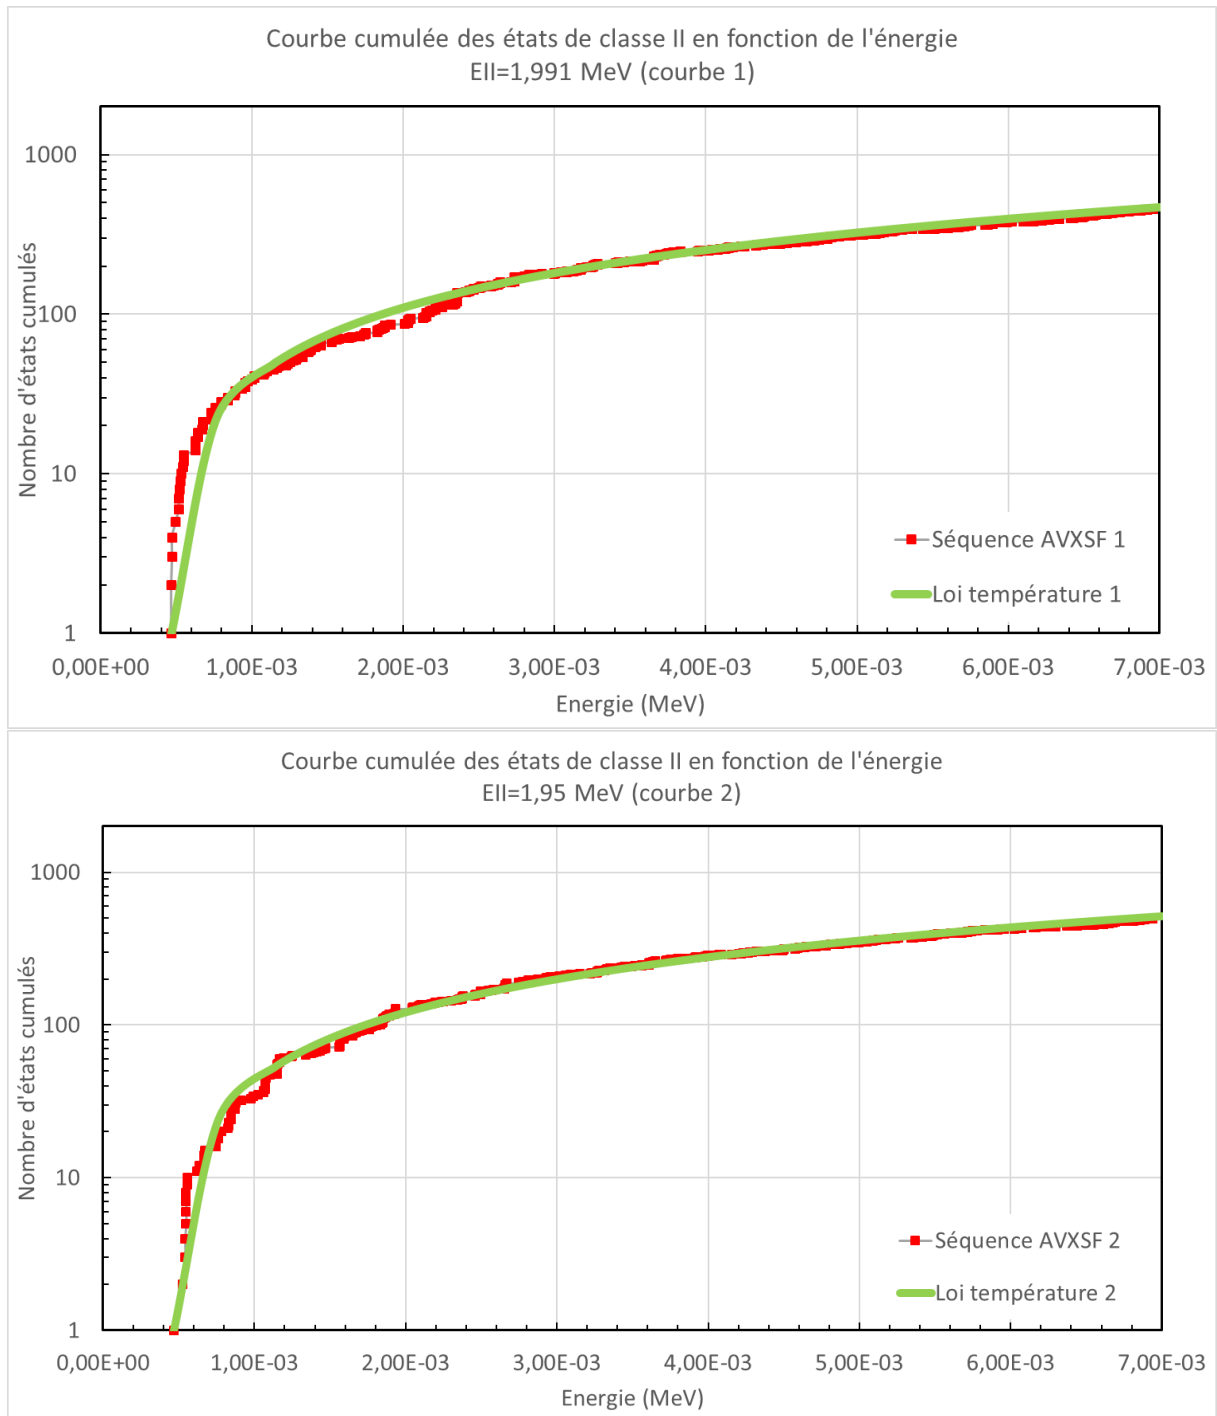 Courbe cumulée des états de classe II en fonction de l'énergie
EII=1,991 MeV (courbe 1)
1000
100
10
1
Nombre d'états cumulés
Séquence AVXSF 1
Loi température 1
0,00E+00 1,00E-03 2,00E-03 3,00E-03 4,00E-03 5,00E-03 6,00E-03 7,00E-03
Energie (MeV)
Courbe cumulée des états de classe II en fonction de l'énergie
EII=1,95 MeV (courbe 2)
1000
100
10
1
Nombre d'états cumulés
Séquence AVXSF 2
Loi température 2
0,00E+00 1,00E-03 2,00E-03 3,00E-03 4,00E-03 5,00E-03 6,00E-03 7,00E-03
Energie (MeV)